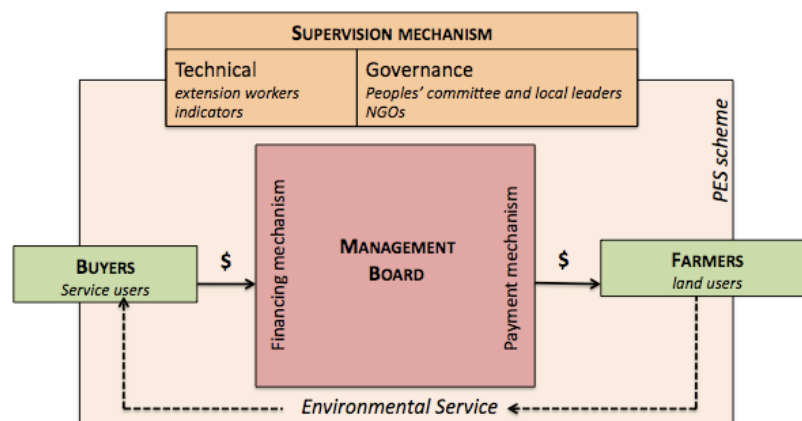 SUPERVISION MECHANISM
Technical
extension workers
indicators
Governance
Peoples' committee and local leaders
NGOs
PES scheme
BUYERS
Service users
$
Financing mechanism
MANAGEMENT
BOARD
Payment mechanism
$
FARMERS
land users
Environmental Service